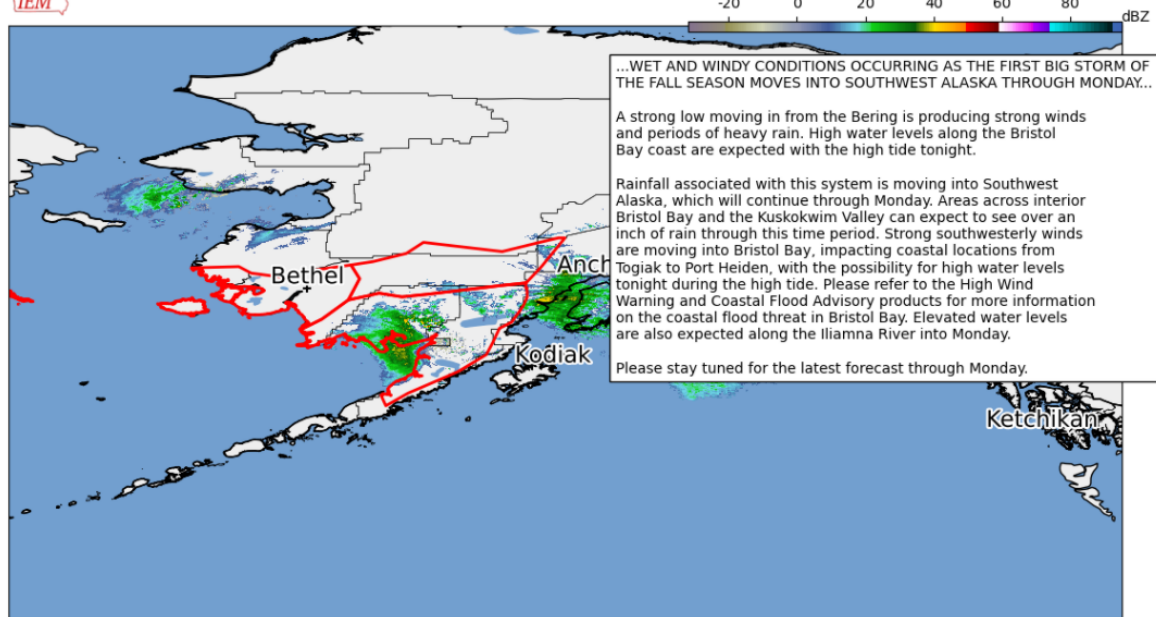 IEM
-20 0 20 40 60 80
dBZ
...WET AND WINDY CONDITIONS OCCURRING AS THE FIRST BIG STORM OF
THE FALL SEASON MOVES INTO SOUTHWEST ALASKA THROUGH MONDAY...
A strong low moving in from the Bering is producing strong winds
and periods of heavy rain. High water levels along the Bristol
Bay coast are expected with the high tide tonight.
Rainfall associated with this system is moving into Southwest
Alaska, which will continue through Monday. Areas across interior
Bristol Bay and the Kuskokwim Valley can expect to see over an
inch of rain through this time period. Strong southwesterly winds
are moving into Bristol Bay, impacting coastal locations from
Togiak to Port Heiden, with the possibility for high water levels
tonight during the high tide. Please refer to the High Wind
Warning and Coastal Flood Advisory products for more information
on the coastal flood threat in Bristol Bay. Elevated water levels
are also expected along the Iliamna River into Monday.
Please stay tuned for the latest forecast through Monday.
Bethel
Anch
Kodiak
Ketchikan